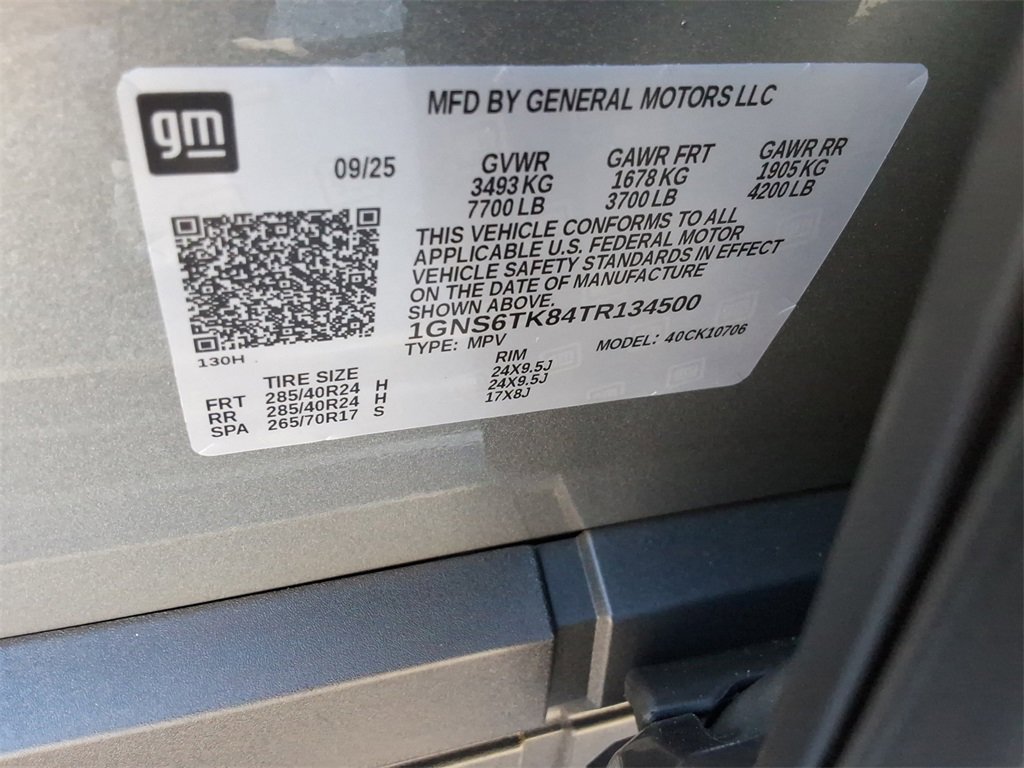 gm
MFD BY GENERAL MOTORS LLC
09/25
GVWR
3493 KG
7700 LB
GAWR FRT
1678 KG
3700 LB
GAWR RR
1905 KG
4200 LB
THIS VEHICLE CONFORMS TO ALL
APPLICABLE U.S. FEDERAL MOTOR
VEHICLE SAFETY STANDARDS IN EFFECT
ON THE DATE OF MANUFACTURE
SHOWN ABOVE.
1GNS6TK84TR134500
TYPE: MPV
MODEL: 40CK10706
130H
TIRE SIZE RIM
FRT 285/40R24 H 24X9.5J
RR 285/40R24 H 24X9.5J
SPA 265/70R17 S 17X8J